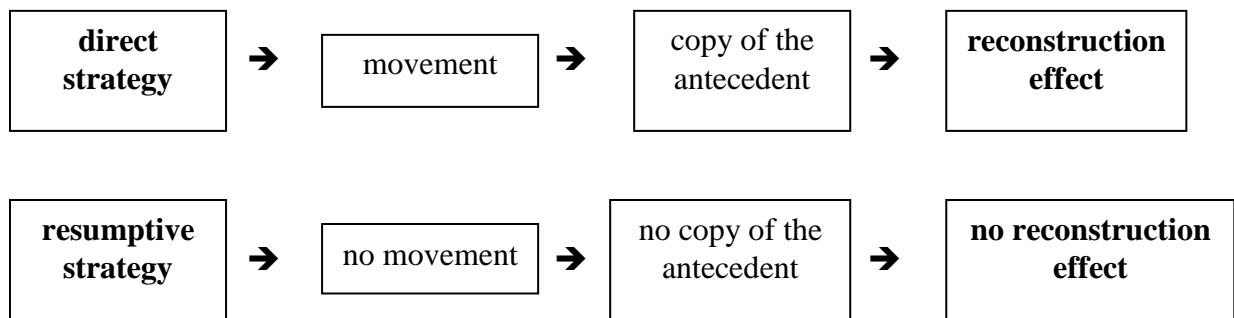 direct strategy ➔ movement ➔ copy of the antecedent ➔ reconstruction effect
resumptive strategy ➔ no movement ➔ no copy of the antecedent ➔ no reconstruction effect